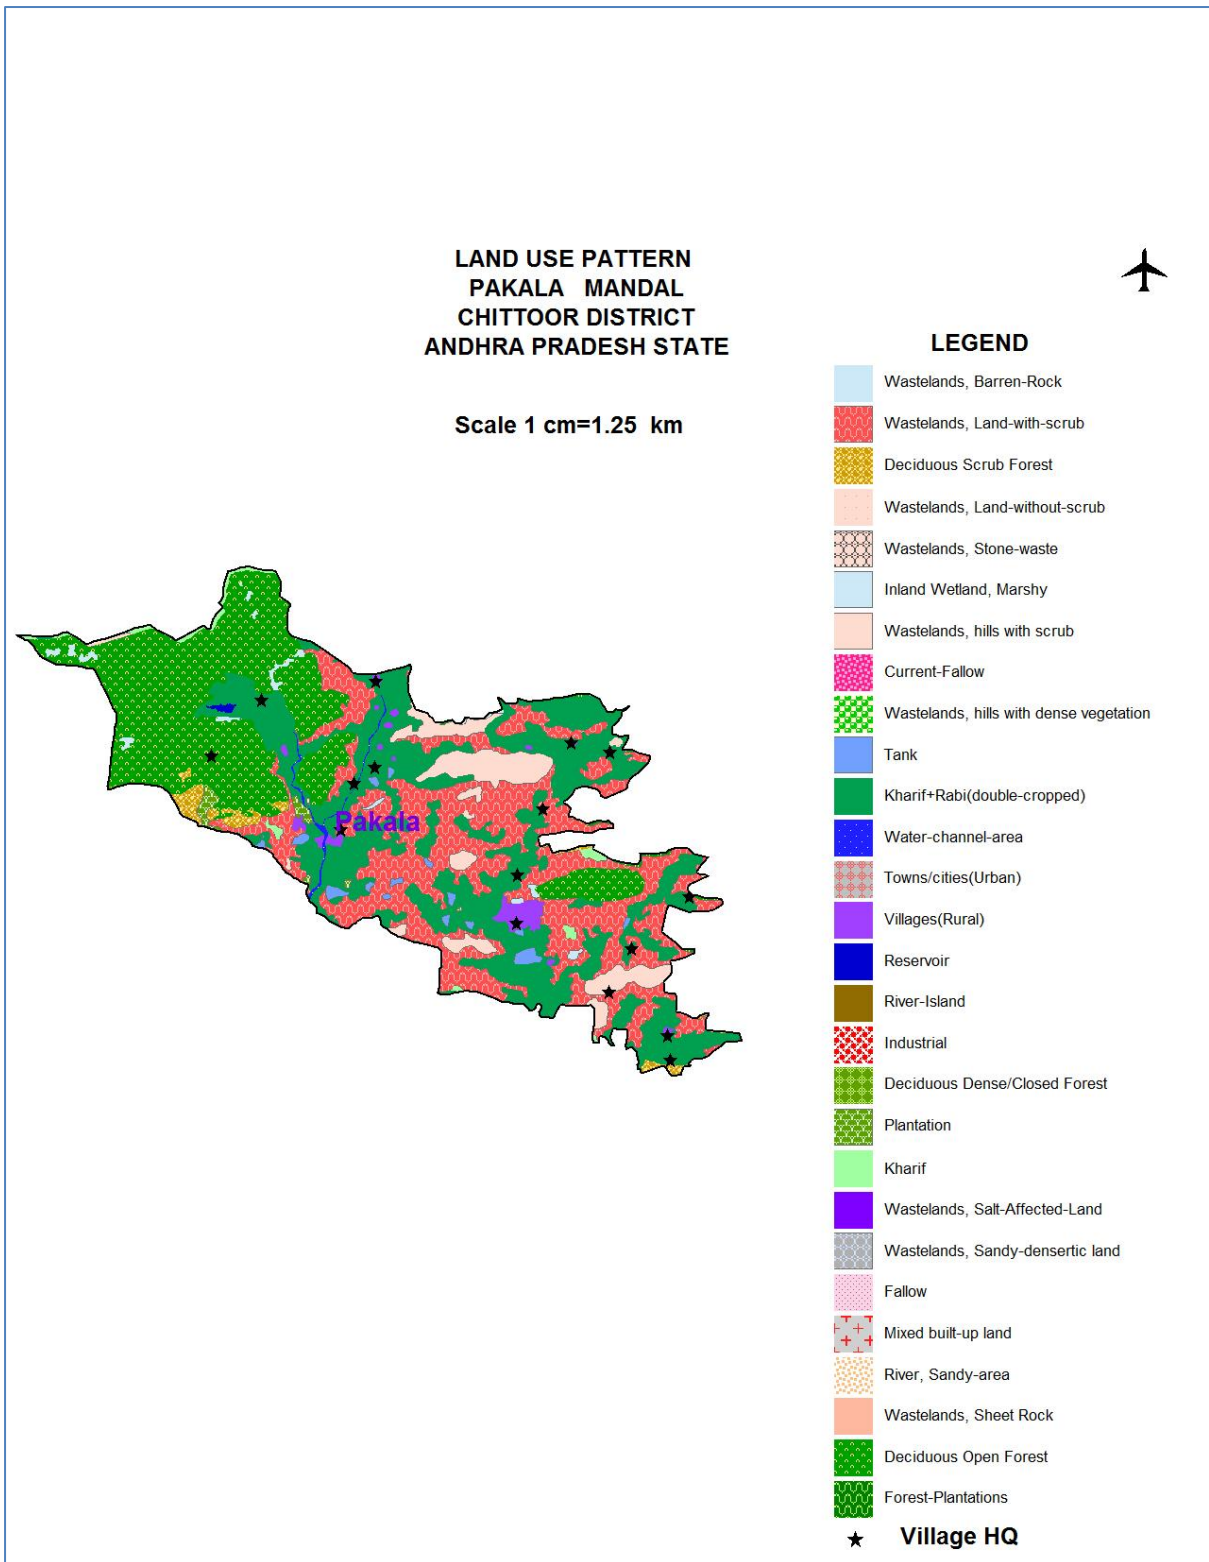 LAND USE PATTERN
PAKALA MANDAL
CHITTOOR DISTRICT
ANDHRA PRADESH STATE
Scale 1 cm=1.25 km
Pakala
LEGEND
Wastelands, Barren-Rock
Wastelands, Land-with-scrub
Deciduous Scrub Forest
Wastelands, Land-without-scrub
Wastelands, Stone-waste
Inland Wetland, Marshy
Wastelands, hills with scrub
Current-Fallow
Wastelands, hills with dense vegetation
Tank
Kharif+Rabi(double-cropped)
Water-channel-area
Towns/cities(Urban)
Villages(Rural)
Reservoir
River-Island
Industrial
Deciduous Dense/Closed Forest
Plantation
Kharif
Wastelands, Salt-Affected-Land
Wastelands, Sandy-densertic land
Fallow
Mixed built-up land
River, Sandy-area
Wastelands, Sheet Rock
Deciduous Open Forest
Forest-Plantations
Village HQ